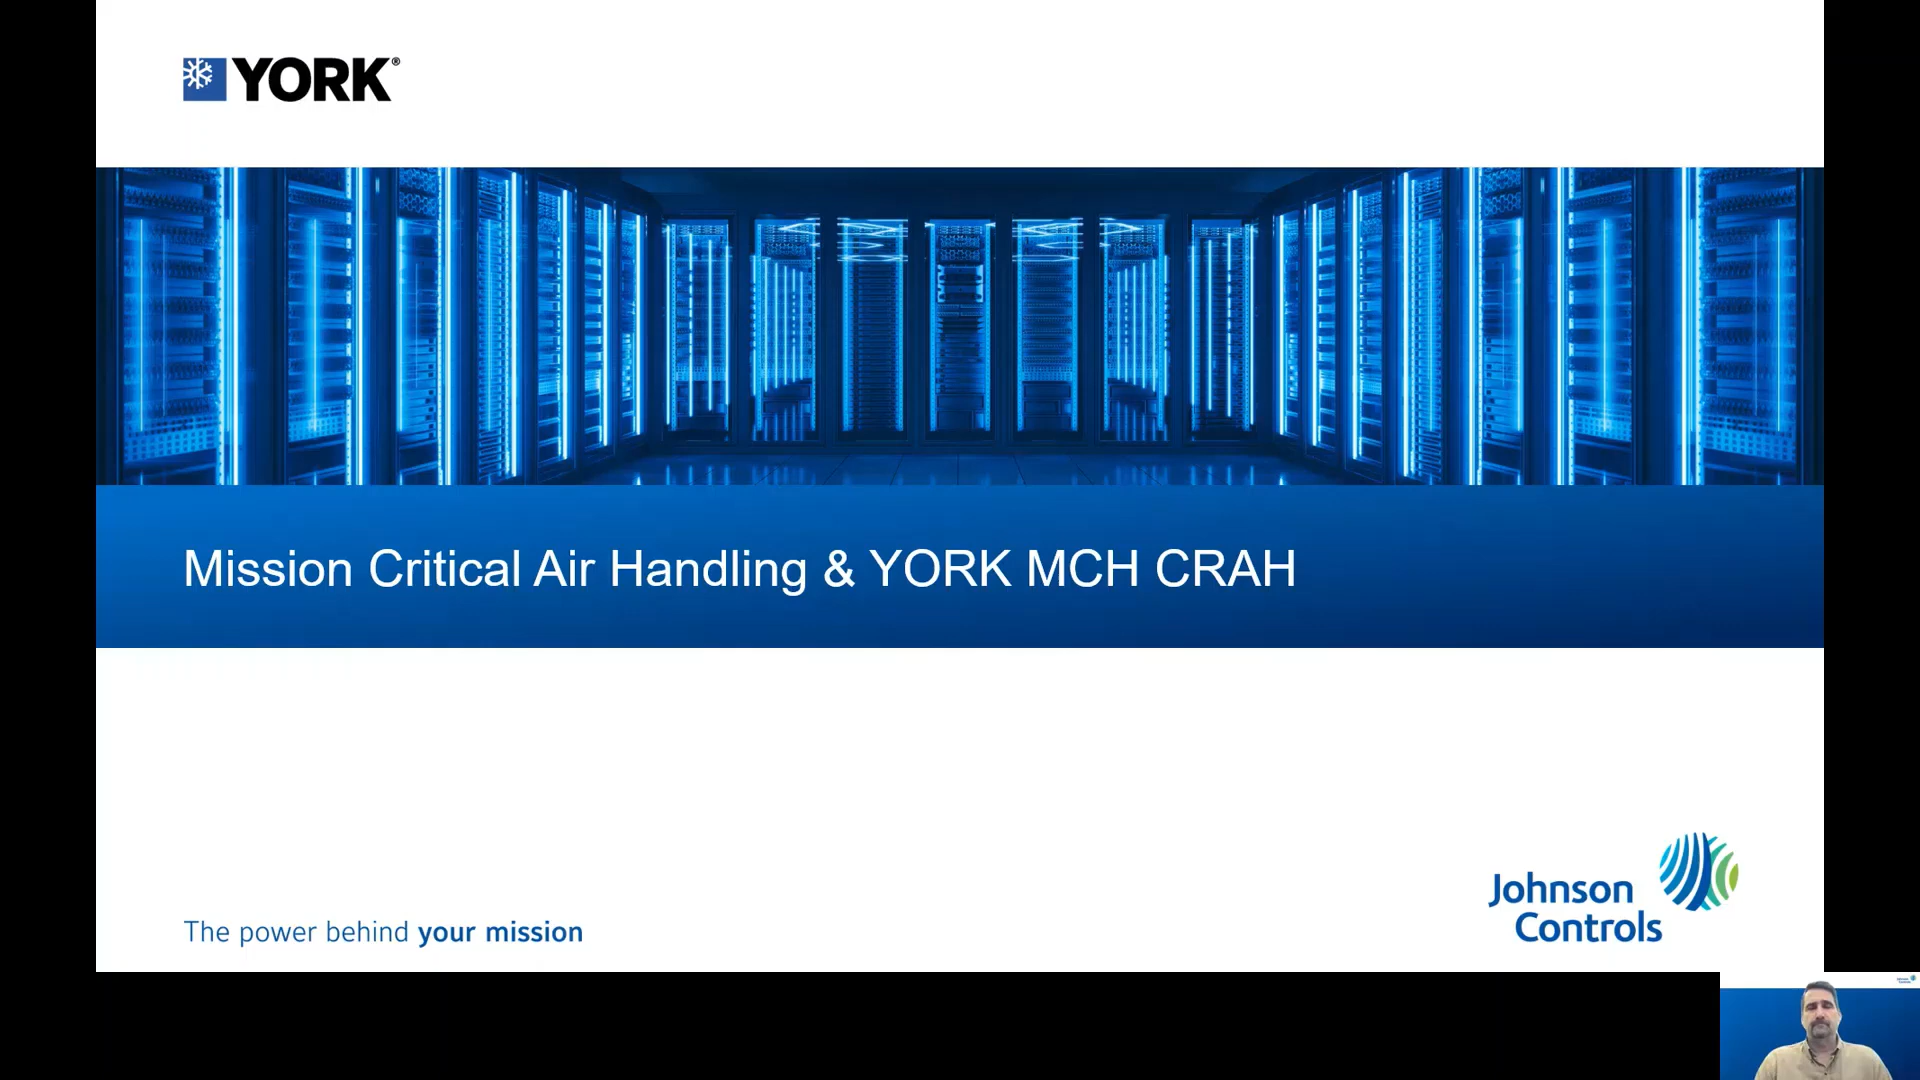 YORK®
Mission Critical Air Handling & YORK MCH CRAH
The power behind your mission
Johnson
Controls